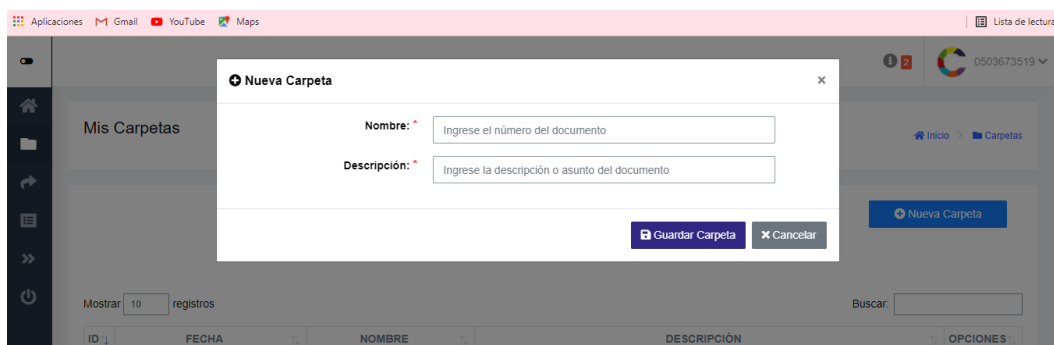 Aplicaciones Gmail YouTube Maps Lista de lectura
2 0503673519
Nueva Carpeta ×
Mis Carpetas
Nombre: * Ingrese el número del documento
Inicio > Carpetas
Descripción: * Ingrese la descripción o asunto del documento
Nueva Carpeta
Guardar Carpeta × Cancelar
Mostrar 10 registros Buscar:
ID FECHA NOMBRE DESCRIPCIÓN OPCIONES